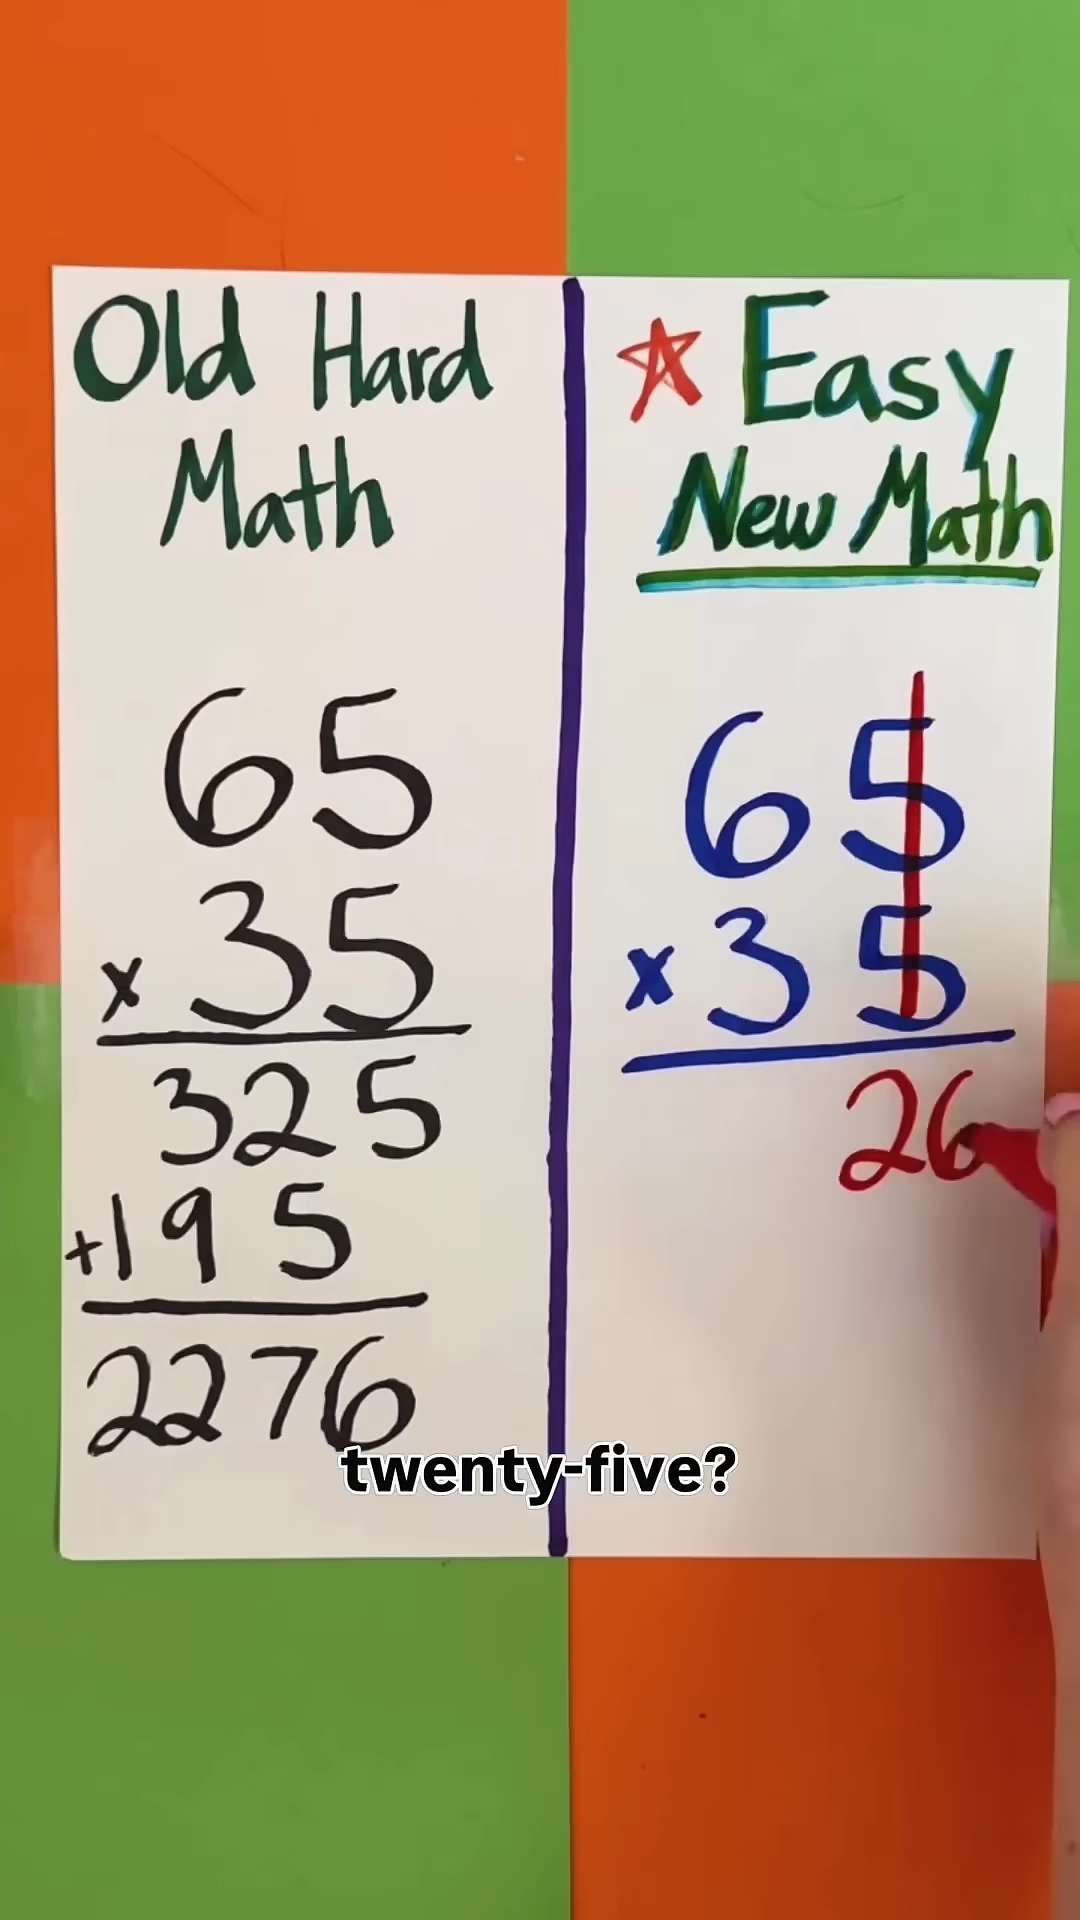 Old Hard
Math
65
x 35
325
+195
2276
Easy
New Math
65
x 35
26
twenty-five?